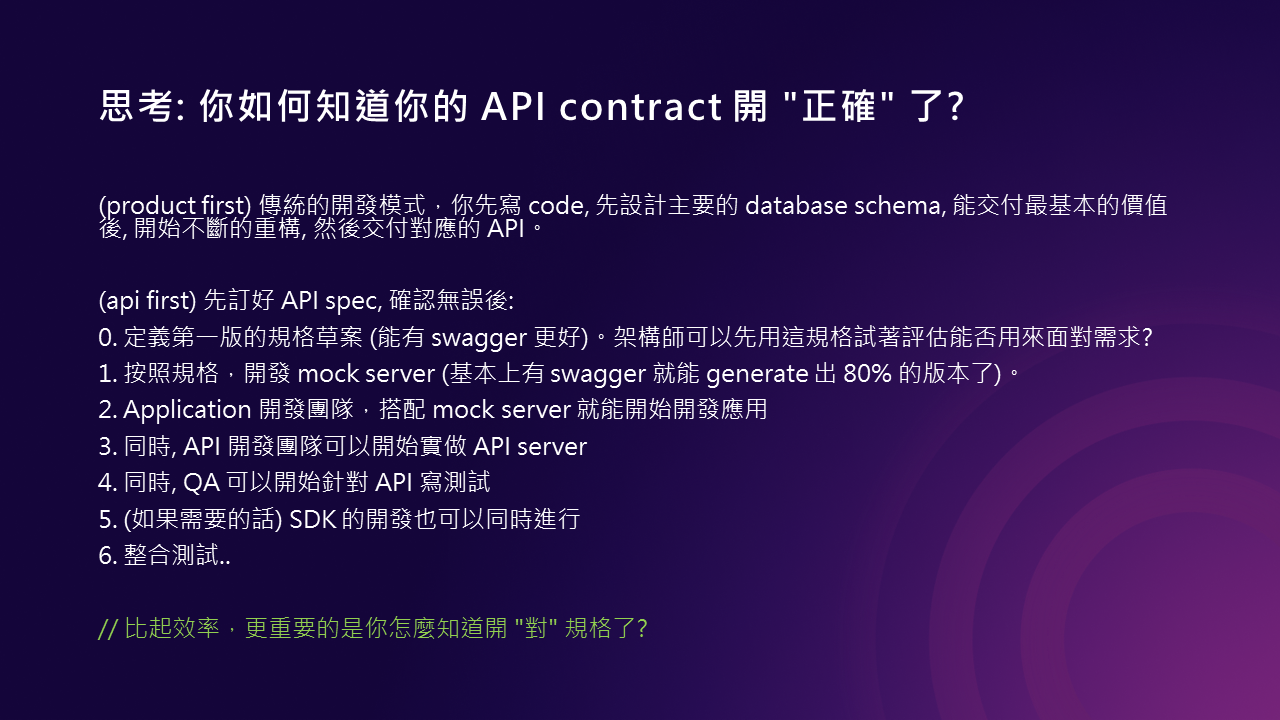 思考: 你如何知道你的 API contract 開 "正確" 了?
(product first) 傳統的開發模式，你先寫 code, 先設計主要的 database schema, 能交付最基本的價值
後, 開始不斷的重構, 然後交付對應的 API。
(api first) 先訂好 API spec, 確認無誤後:
0. 定義第一版的規格草案 (能有 swagger 更好)。架構師可以先用這規格試著評估能否用來面對需求?
1. 按照規格，開發 mock server (基本上有 swagger 就能 generate 出 80% 的版本了)。
2. Application 開發團隊，搭配 mock server 就能開始開發應用
3. 同時, API 開發團隊可以開始實做 API server
4. 同時, QA 可以開始針對 API 寫測試
5. (如果需要的話) SDK 的開發也可以同時進行
6. 整合測試..
// 比起效率，更重要的是你怎麼知道開 "對" 規格了?